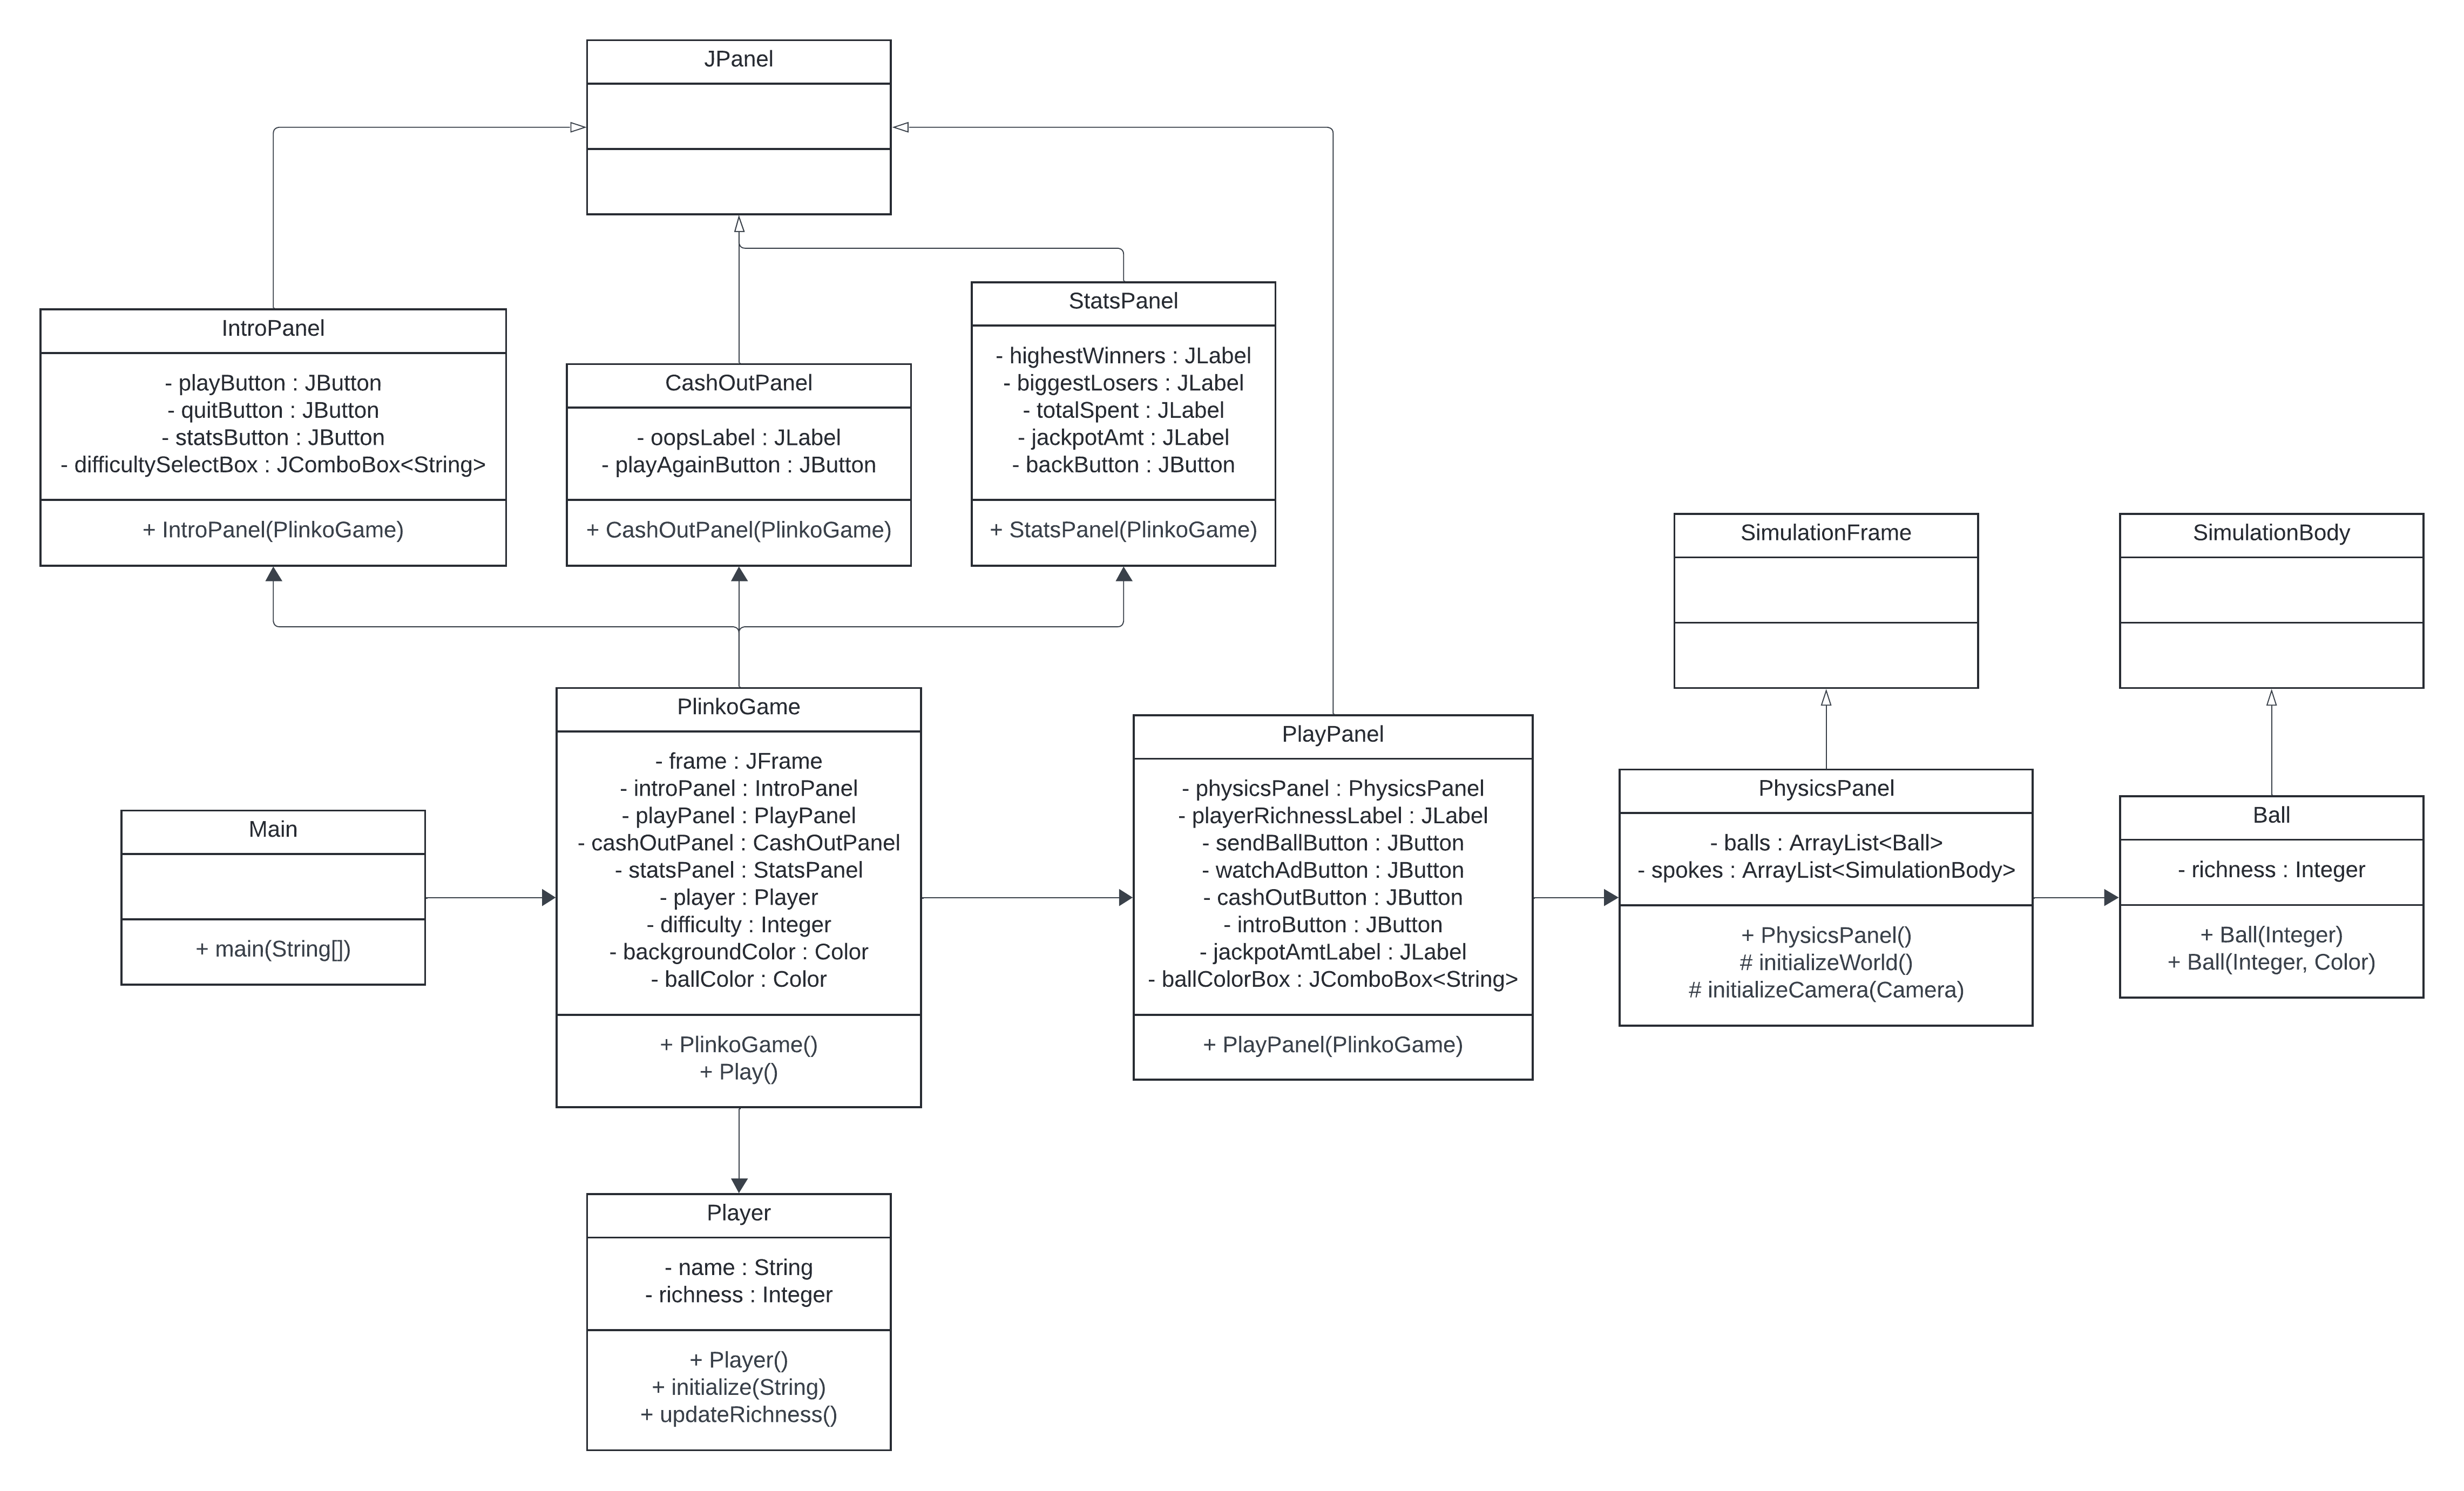 JPanel
IntroPanel
- playButton : JButton
- quitButton : JButton
- statsButton : JButton
- difficultySelectBox : JComboBox<String>
+ IntroPanel(PlinkoGame)
CashOutPanel
- oopsLabel : JLabel
- playAgainButton : JButton
+ CashOutPanel(PlinkoGame)
StatsPanel
- highestWinners : JLabel
- biggestLosers : JLabel
- totalSpent : JLabel
- jackpotAmt : JLabel
- backButton : JButton
+ StatsPanel(PlinkoGame)
SimulationFrame
SimulationBody
Main
+ main(String[])
PlinkoGame
- frame : JFrame
- introPanel : IntroPanel
- playPanel : PlayPanel
- cashOutPanel : CashOutPanel
- statsPanel : StatsPanel
- player : Player
- difficulty : Integer
- backgroundColor : Color
- ballColor : Color
+ PlinkoGame()
+ Play()
PlayPanel
- physicsPanel : PhysicsPanel
- playerRichnessLabel : JLabel
- sendBallButton : JButton
- watchAdButton : JButton
- cashOutButton : JButton
- introButton : JButton
- jackpotAmtLabel : JLabel
- ballColorBox : JComboBox<String>
+ PlayPanel(PlinkoGame)
PhysicsPanel
- balls : ArrayList<Ball>
- spokes : ArrayList<SimulationBody>
+ PhysicsPanel()
# initializeWorld()
# initializeCamera(Camera)
Ball
- richness : Integer
+ Ball(Integer)
+ Ball(Integer, Color)
Player
- name : String
- richness : Integer
+ Player()
+ initialize(String)
+ updateRichness()